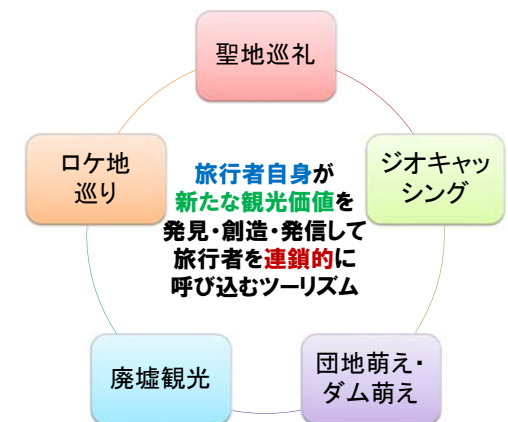 聖地巡礼
ロケ地
巡り
ジオキャッ
シング
旅行者自身が
新たな観光価値を
発見・創造・発信して
旅行者を連鎖的に
呼び込むツーリズム
廃墟観光
団地萌え・
ダム萌え